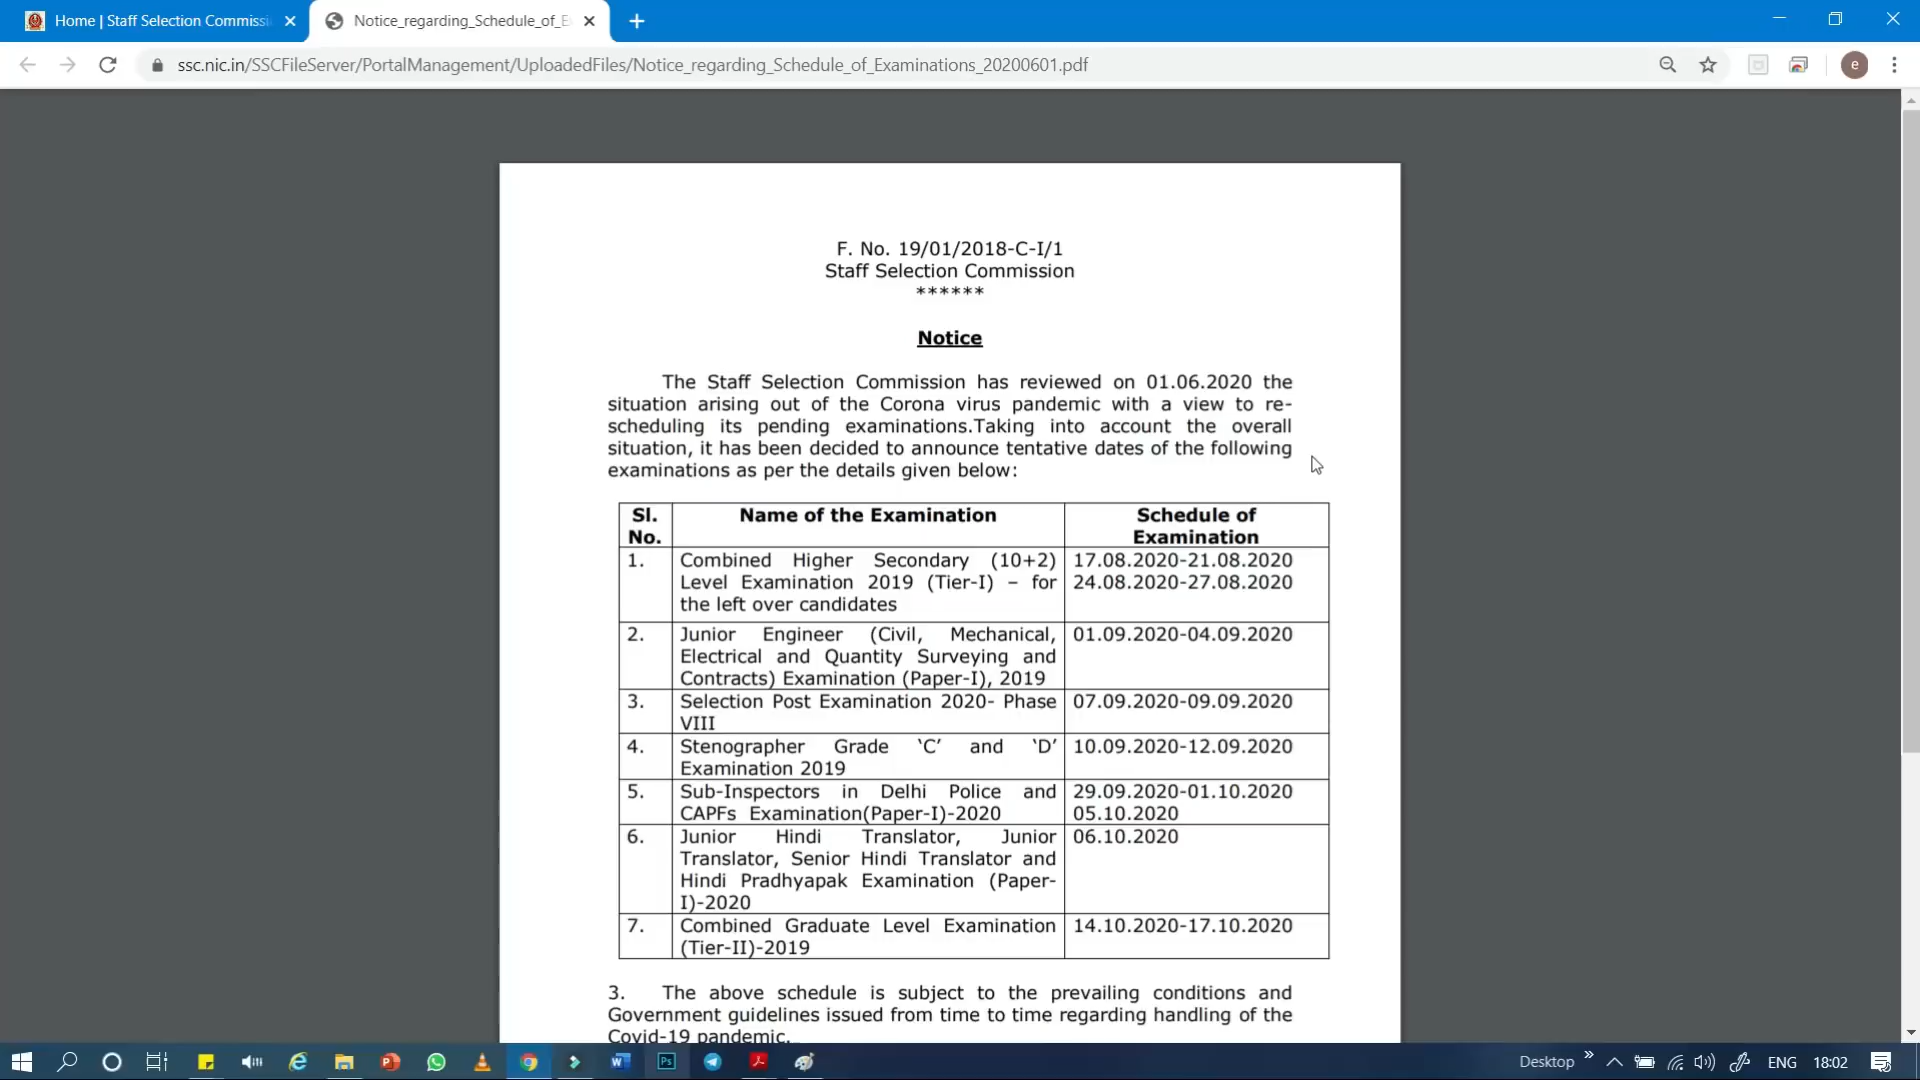 Home | Staff Selection Commissi
Notice_regarding_Schedule_of_E
ssc.nic.in/SSCFileServer/PortalManagement/UploadedFiles/Notice_regarding_Schedule_of_Examinations_20200601.pdf
e
F. No. 19/01/2018-C-I/1
Staff Selection Commission
******
Notice
The Staff Selection Commission has reviewed on 01.06.2020 the
situation arising out of the Corona virus pandemic with a view to re-
scheduling its pending examinations.Taking into account the overall
situation, it has been decided to announce tentative dates of the following
examinations as per the details given below:
Sl. No. Name of the Examination Schedule of Examination
1. Combined Higher Secondary (10+2) 17.08.2020-21.08.2020
Level Examination 2019 (Tier-I) – for 24.08.2020-27.08.2020
the left over candidates
2. Junior Engineer (Civil, Mechanical, 01.09.2020-04.09.2020
Electrical and Quantity Surveying and
Contracts) Examination (Paper-I), 2019
3. Selection Post Examination 2020- Phase 07.09.2020-09.09.2020
VIII
4. Stenographer Grade ‘C’ and ‘D’ 10.09.2020-12.09.2020
Examination 2019
5. Sub-Inspectors in Delhi Police and 29.09.2020-01.10.2020
CAPFs Examination(Paper-I)-2020 05.10.2020
6. Junior Hindi Translator, Junior 06.10.2020
Translator, Senior Hindi Translator and
Hindi Pradhyapak Examination (Paper-
I)-2020
7. Combined Graduate Level Examination 14.10.2020-17.10.2020
(Tier-II)-2019
3. The above schedule is subject to the prevailing conditions and
Government guidelines issued from time to time regarding handling of the
Covid-19 pandemic.
Desktop » ENG 18:02